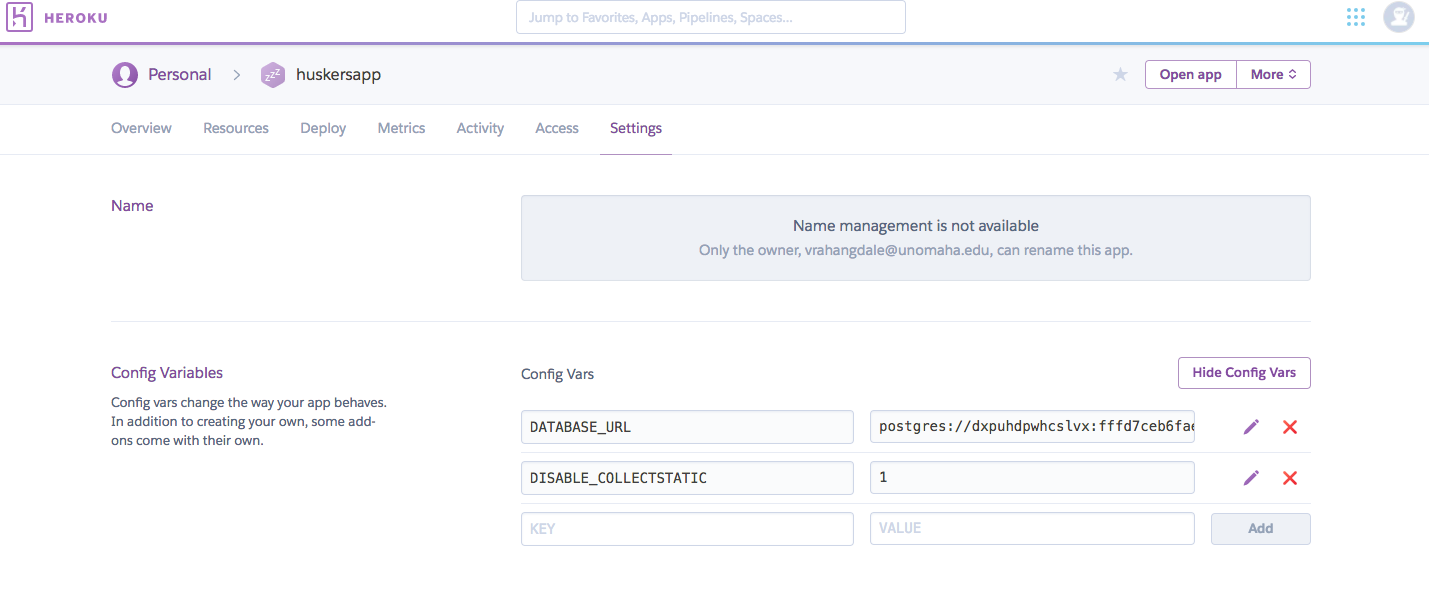 HEROKU
Jump to Favorites, Apps, Pipelines, Spaces...
Personal > huskersapp
Open app
More
Overview Resources Deploy Metrics Activity Access Settings
Name
Name management is not available
Only the owner, vrahangdale@unomaha.edu, can rename this app.
Config Variables
Config vars change the way your app behaves.
In addition to creating your own, some add-
ons come with their own.
Config Vars
Hide Config Vars
DATABASE_URL
postgres://dxpuhdpwhcslvx:fffd7ceb6fae
DISABLE_COLLECTSTATIC
1
KEY
VALUE
Add